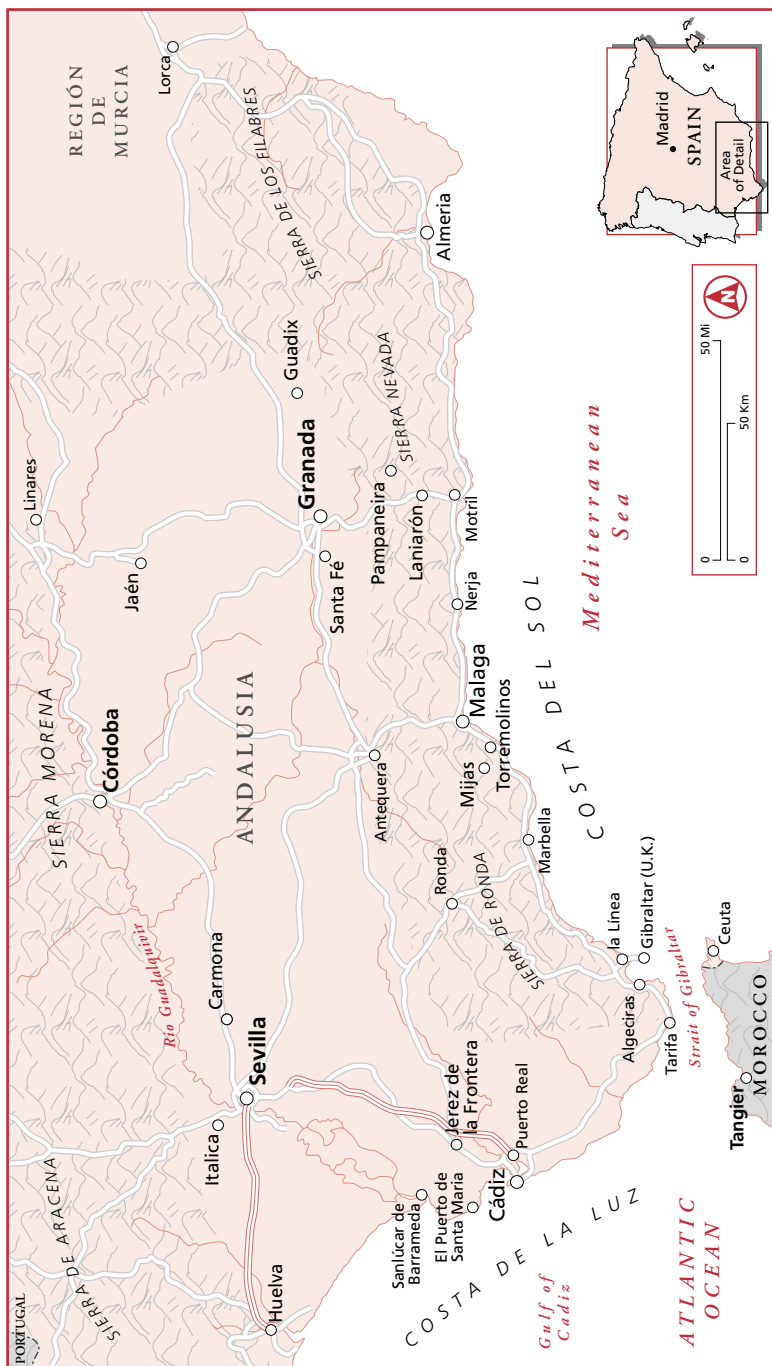 PORTUGAL
SIERRA DE ARACENA
Huelva
Italica
Sevilla
Carmona
Río Guadalquivir
SIERRA MORENA
Córdoba
ANDALUSIA
Jaén
Linares
REGIÓN
DE
MURCIA
Lorca
SIERRA DE LOS FILABRES
Guadix
Granada
Santa Fé
Pampaneira
SIERRA NEVADA
Laniarón
Motril
Almeria
Nerja
Malaga
Torremolinos
Mijas
Antequera
Marbella
Ronda
SIERRA DE RONDA
Jerez de
la Frontera
Sanlúcar de
Barrameda
El Puerto de
Santa Maria
Cádiz
Puerto Real
la Línea
Gibraltar (U.K.)
Algeciras
Tarifa
Strait of Gibraltar
Ceuta
Tangier
MOROCCO
COSTA DE LA LUZ
Gulf of
Cadiz
ATLANTIC
OCEAN
COSTA DEL SOL
Mediterranean
Sea
0
50 Mi
0
50 Km
N
Madrid
SPAIN
Area
of Detail